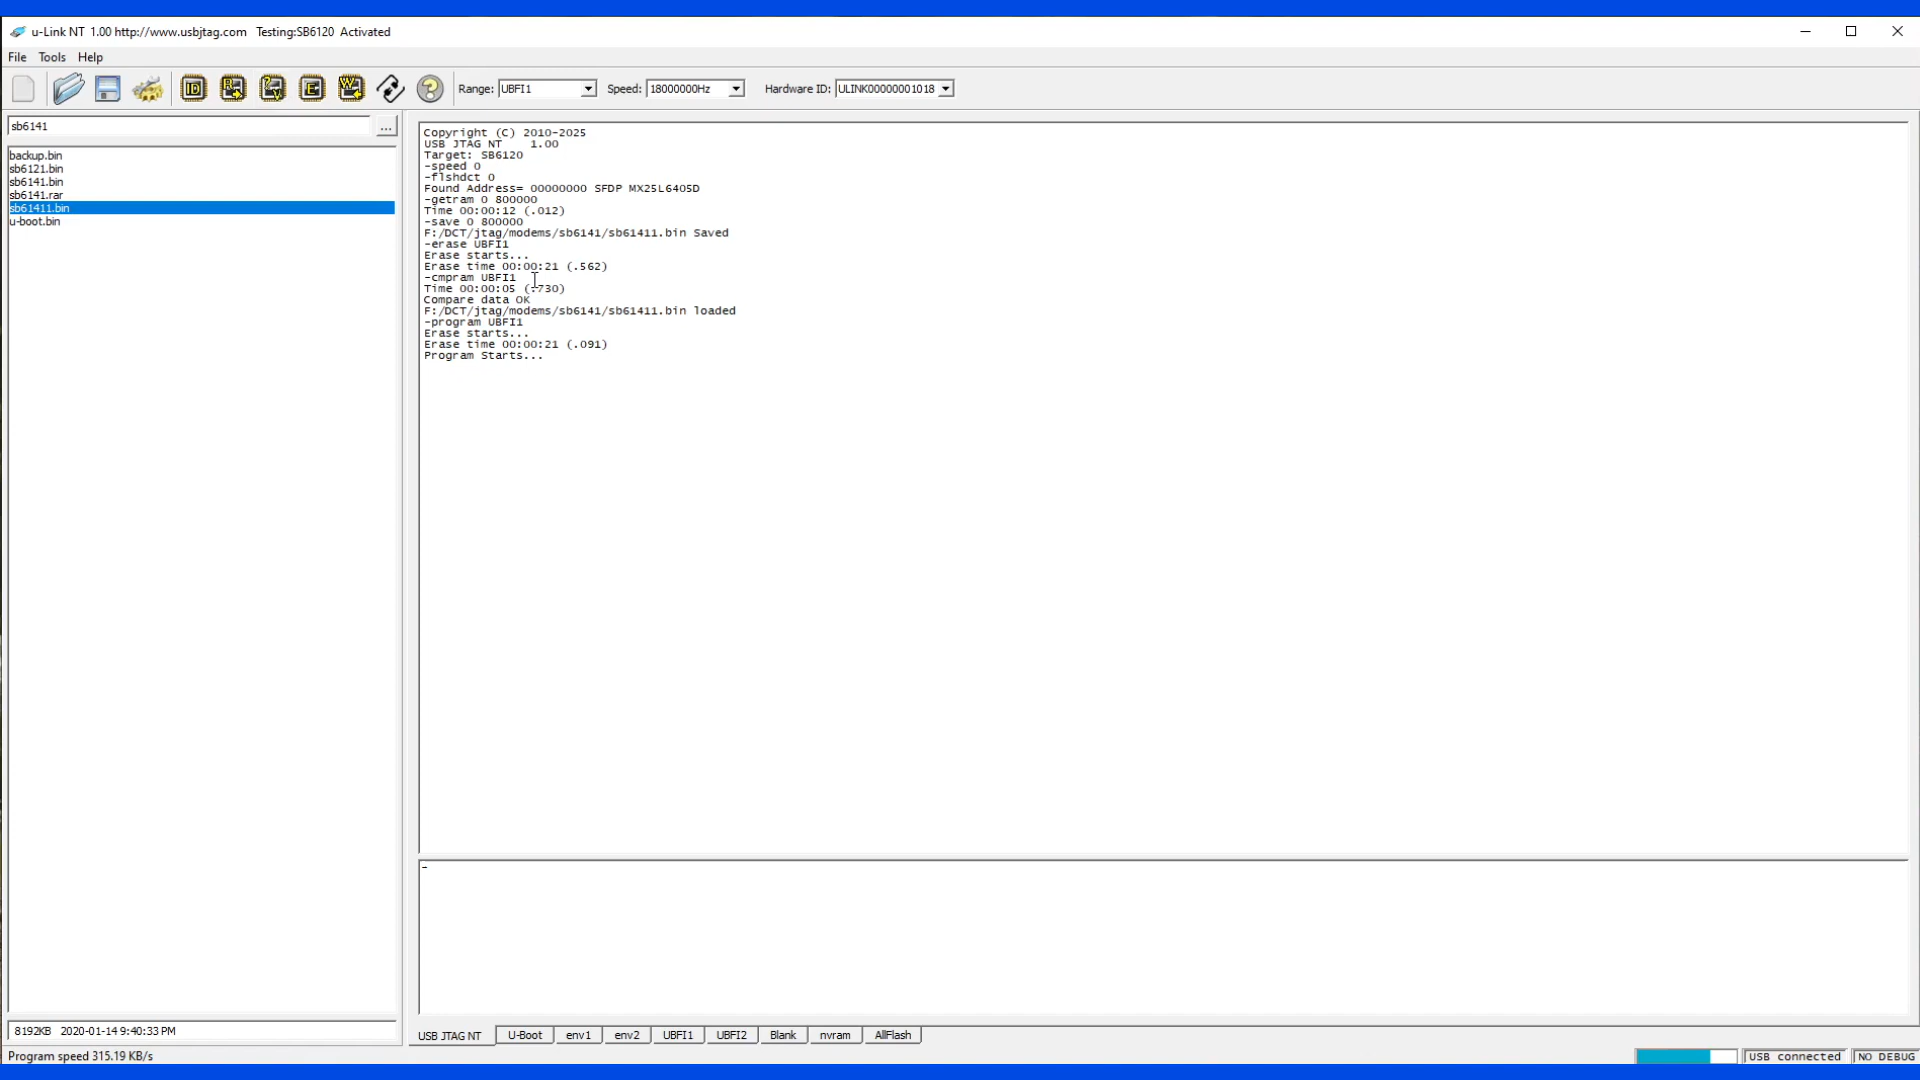 u-Link NT 1.00 http://www.usbjtag.com Testing:SB6120 Activated
File Tools Help
ID R V E W ? Range: UBFI1 Speed: 18000000Hz Hardware ID: ULINK00000001018
sb6141 ...
backup.bin
sb6121.bin
sb6141.bin
sb6141.rar
sb61411.bin
u-boot.bin
Copyright (C) 2010-2025
USB JTAG NT 1.00
Target: SB6120
-speed 0
-flshdct 0
Found Address= 00000000 SFDP MX25L6405D
-getram 0 800000
Time 00:00:12 (.012)
-save 0 800000
F:/DCT/jtag/modems/sb6141/sb61411.bin Saved
-erase UBFI1
Erase starts...
Erase time 00:00:21 (.562)
-cmpram UBFI1
Time 00:00:05 (.730)
Compare data OK
F:/DCT/jtag/modems/sb6141/sb61411.bin loaded
-program UBFI1
Erase starts...
Erase time 00:00:21 (.091)
Program Starts...
-
8192KB 2020-01-14 9:40:33 PM
USB JTAG NT U-Boot env1 env2 UBFI1 UBFI2 Blank nvram AllFlash
Program speed 315.19 KB/s USB connected NO DEBUG